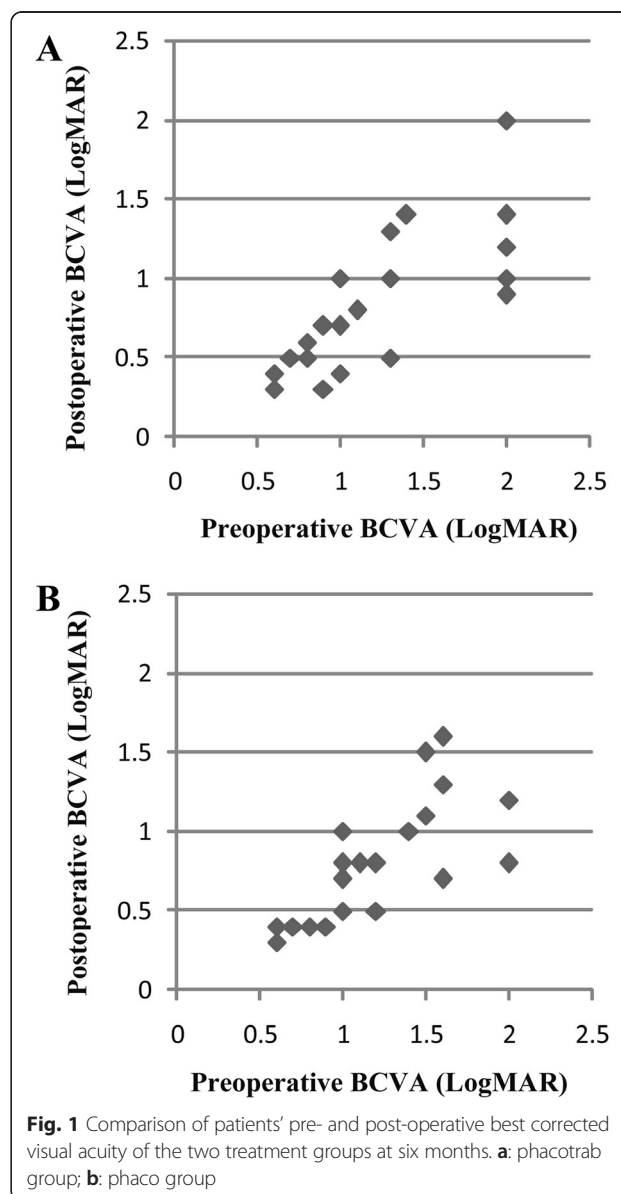 A
2.5
2
1.5
1
0.5
0
0 0.5 1 1.5 2 2.5
Postoperative BCVA (LogMAR)
Preoperative BCVA (LogMAR)
B
2.5
2
1.5
1
0.5
0
0 0.5 1 1.5 2 2.5
Postoperative BCVA (LogMAR)
Preoperative BCVA (LogMAR)
Fig. 1 Comparison of patients’ pre- and post-operative best corrected
visual acuity of the two treatment groups at six months. a: phacotrab
group; b: phaco group